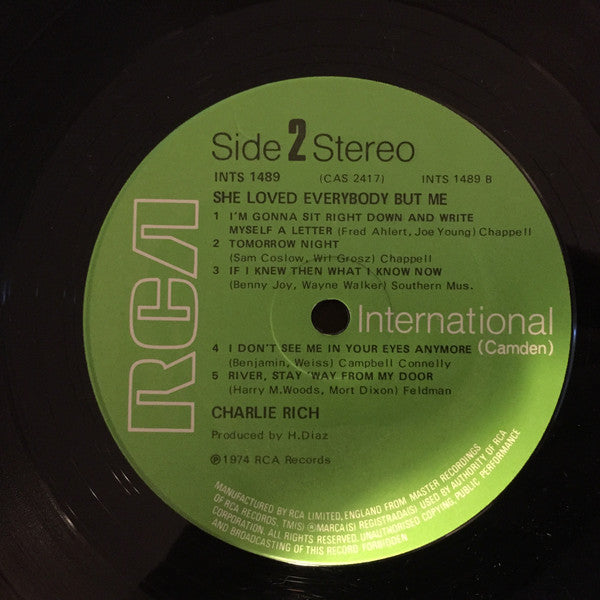 Side 2 Stereo
INTS 1489 (CAS 2417) INTS 1489 B
SHE LOVED EVERYBODY BUT ME
1 I'M GONNA SIT RIGHT DOWN AND WRITE
MYSELF A LETTER (Fred Ahlert, Joe Young) Chappell
2 TOMORROW NIGHT
(Sam Coslow, Wil Grosz) Chappell
3 IF I KNEW THEN WHAT I KNOW NOW
(Benny Joy, Wayne Walker) Southern Mus.
RCA
International
(Camden)
4 I DON'T SEE ME IN YOUR EYES ANYMORE
(Benjamin, Weiss) Campbell Connelly
5 RIVER, STAY 'WAY FROM MY DOOR
(Harry M.Woods, Mort Dixon) Feldman
CHARLIE RICH
Produced by H.Diaz
℗1974 RCA Records
MANUFACTURED BY RCA LIMITED, ENGLAND FROM MASTER RECORDINGS
OF RCA RECORDS. TM(S) ® MARCA(S) REGISTRADA(S) USED BY AUTHORITY OF RCA
CORPORATION. ALL RIGHTS RESERVED. UNAUTHORISED COPYING, PUBLIC PERFORMANCE
AND BROADCASTING OF THIS RECORD FORBIDDEN